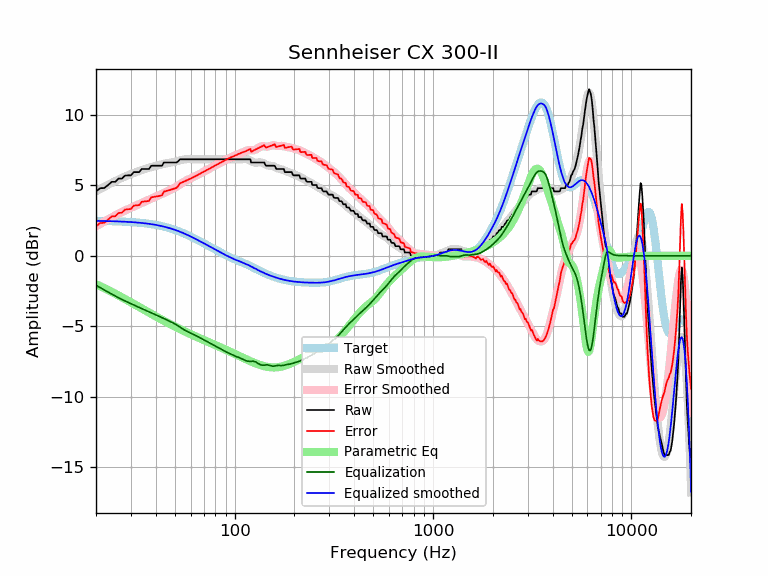 Sennheiser CX 300-II
Amplitude (dBr)
10
5
0
−5
−10
−15
Target
Raw Smoothed
Error Smoothed
Raw
Error
Parametric Eq
Equalization
Equalized smoothed
100
1000
10000
Frequency (Hz)